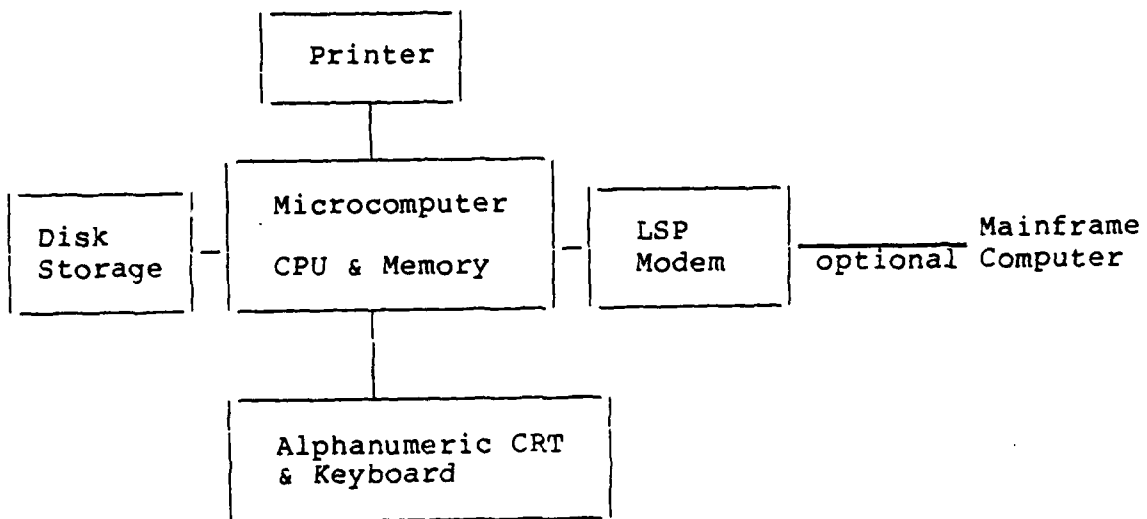 Printer
Microcomputer
CPU & Memory
Disk
Storage
LSP
Modem
optional
Mainframe
Computer
Alphanumeric CRT
& Keyboard